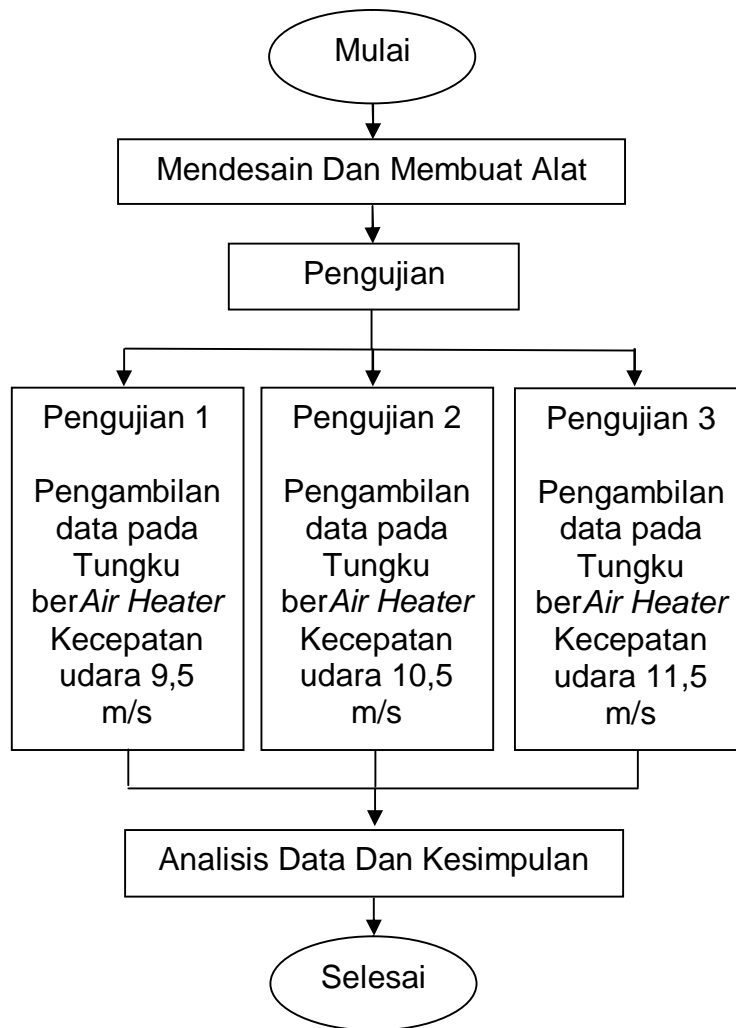 Mulai
Mendesain Dan Membuat Alat
Pengujian
Pengujian 1
Pengambilan
data pada
Tungku
berAir Heater
Kecepatan
udara 9,5
m/s
Pengujian 2
Pengambilan
data pada
Tungku
berAir Heater
Kecepatan
udara 10,5
m/s
Pengujian 3
Pengambilan
data pada
Tungku
berAir Heater
Kecepatan
udara 11,5
m/s
Analisis Data Dan Kesimpulan
Selesai